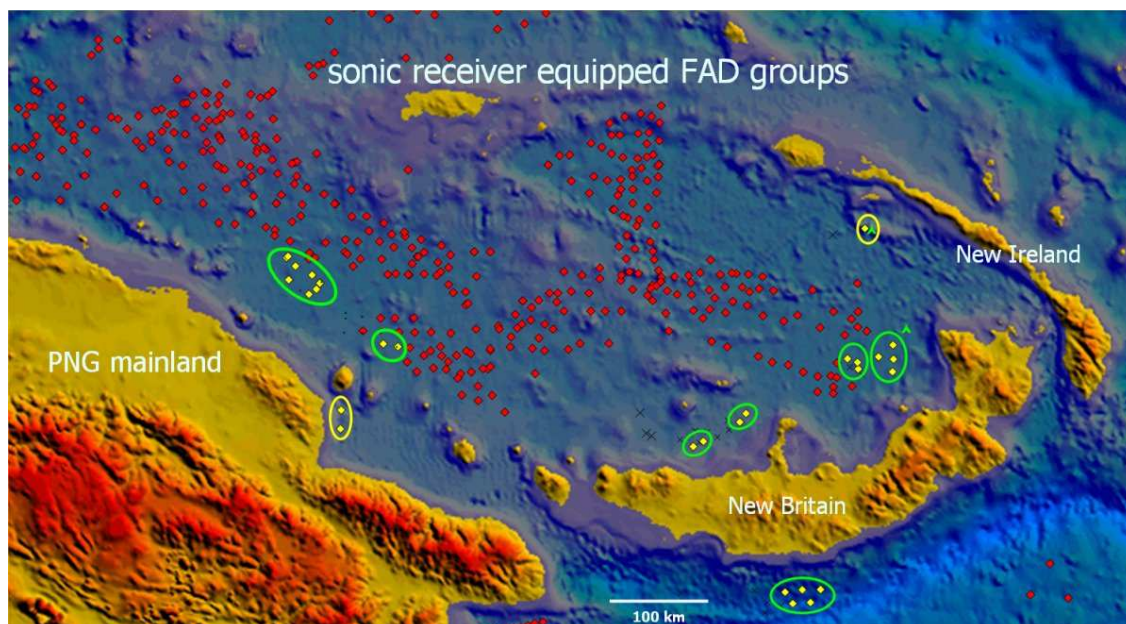 sonic receiver equipped FAD groups
New Ireland
PNG mainland
New Britain
100 km